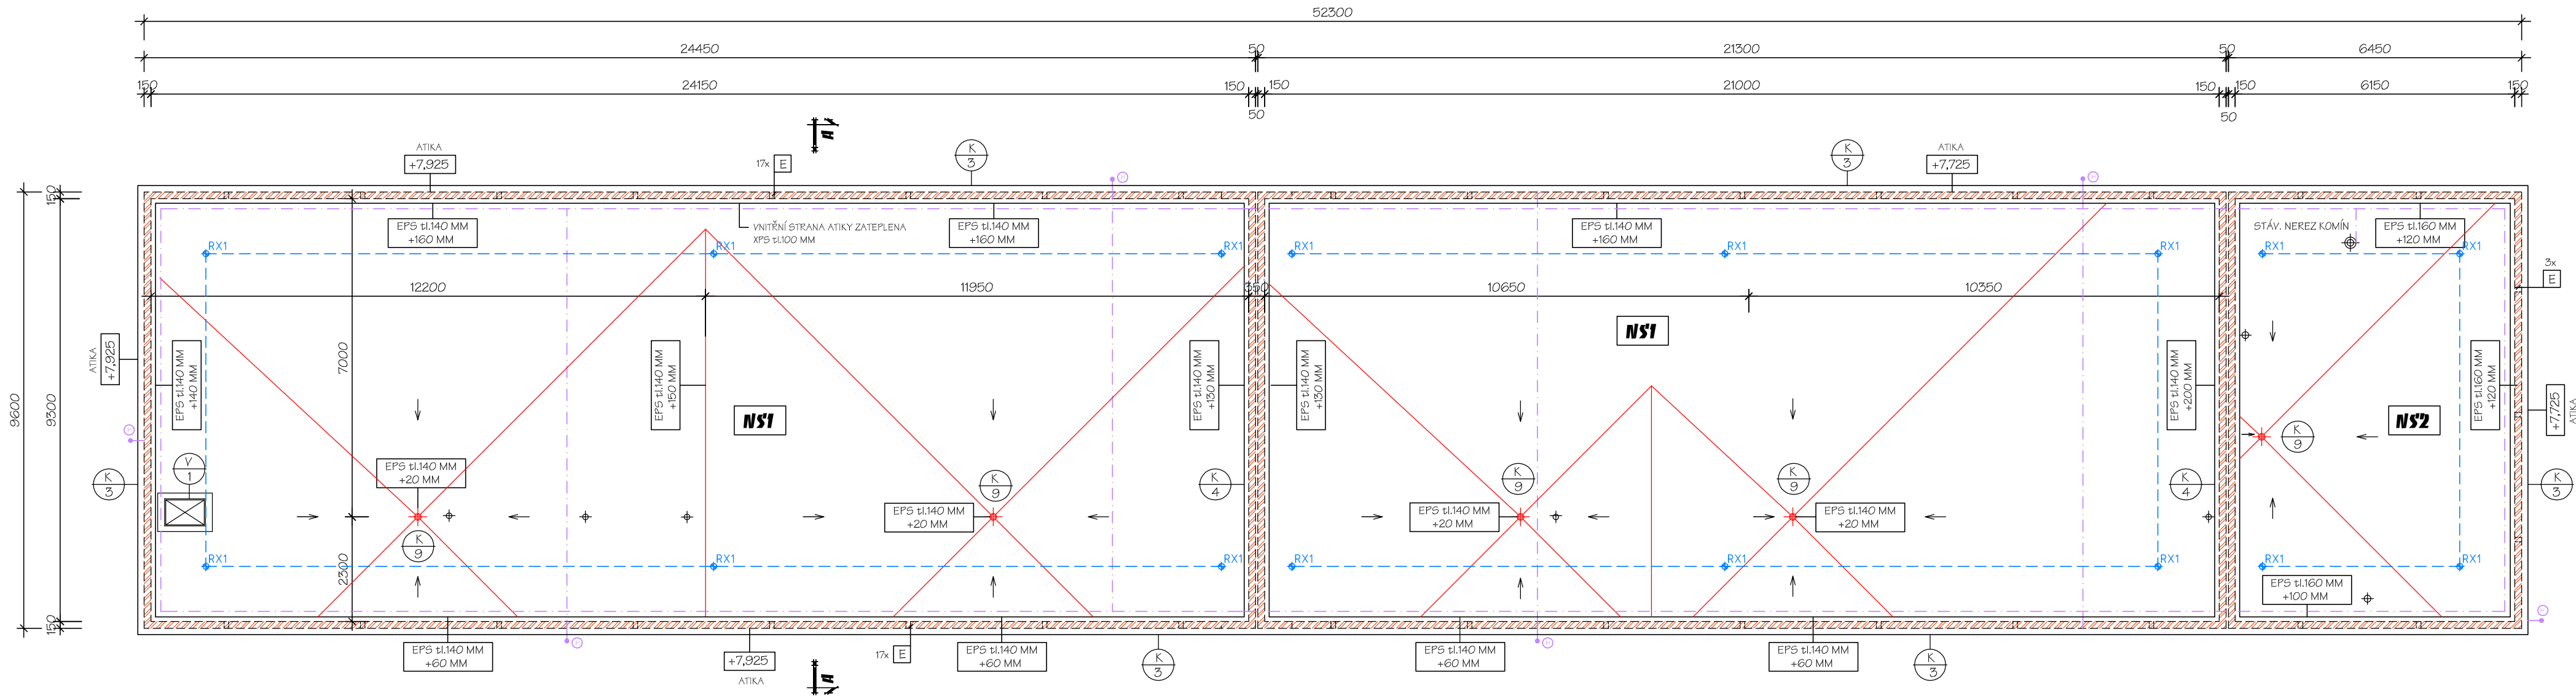 52300
24450
50
21300
50
6450
150
24150
150
50
150
21000
150
50
150
6150
150
A
ATIKA
+7,925
17x E
K
3
K
3
ATIKA
+7,725
9600
150
9300
150
EPS tl.140 MM
+160 MM
VNITŘNÍ STRANA ATIKY ZATEPLENA
XPS tl.100 MM
EPS tl.140 MM
+160 MM
EPS tl.140 MM
+160 MM
STÁV. NEREZ KOMÍN
EPS tl.160 MM
+120 MM
RX1
RX1
RX1
RX1
RX1
RX1
RX1
RX1
3x
E
12200
11950
350
10650
10350
7000
2300
ATIKA
+7,925
EPS tl.140 MM
+140 MM
EPS tl.140 MM
+150 MM
NS1
EPS tl.140 MM
+130 MM
EPS tl.140 MM
+130 MM
NS1
EPS tl.140 MM
+200 MM
NS2
EPS tl.160 MM
+120 MM
+7,725
ATIKA
K
3
V
1
EPS tl.140 MM
+20 MM
K
9
EPS tl.140 MM
+20 MM
K
9
K
4
K
9
EPS tl.140 MM
+20 MM
K
9
EPS tl.140 MM
+20 MM
K
4
K
9
K
3
RX1
RX1
RX1
RX1
RX1
RX1
RX1
RX1
EPS tl.160 MM
+100 MM
EPS tl.140 MM
+60 MM
+7,925
ATIKA
17x E
EPS tl.140 MM
+60 MM
K
3
EPS tl.140 MM
+60 MM
EPS tl.140 MM
+60 MM
K
3
A